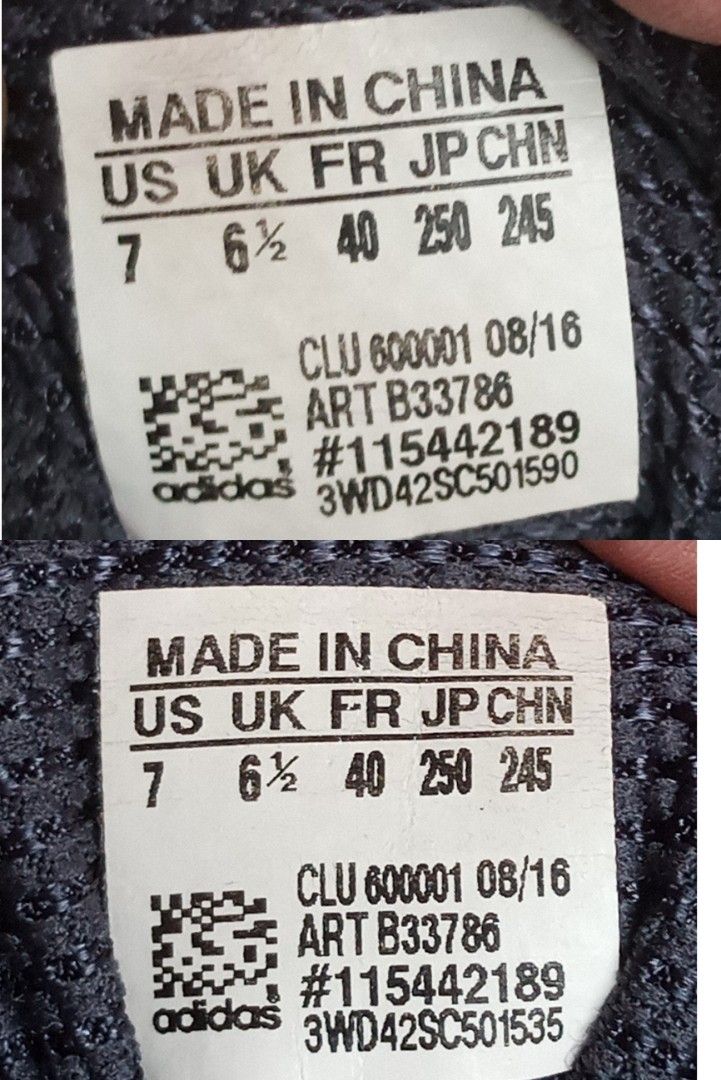 MADE IN CHINA
US UK FR JP CHN
7 6½ 40 250 245
CLU 600001 08/16
ART B33786
#115442189
adidas 3WD42SC501590
MADE IN CHINA
US UK FR JP CHN
7 6½ 40 250 245
CLU 600001 08/16
ART B33786
#115442189
adidas 3WD42SC501535